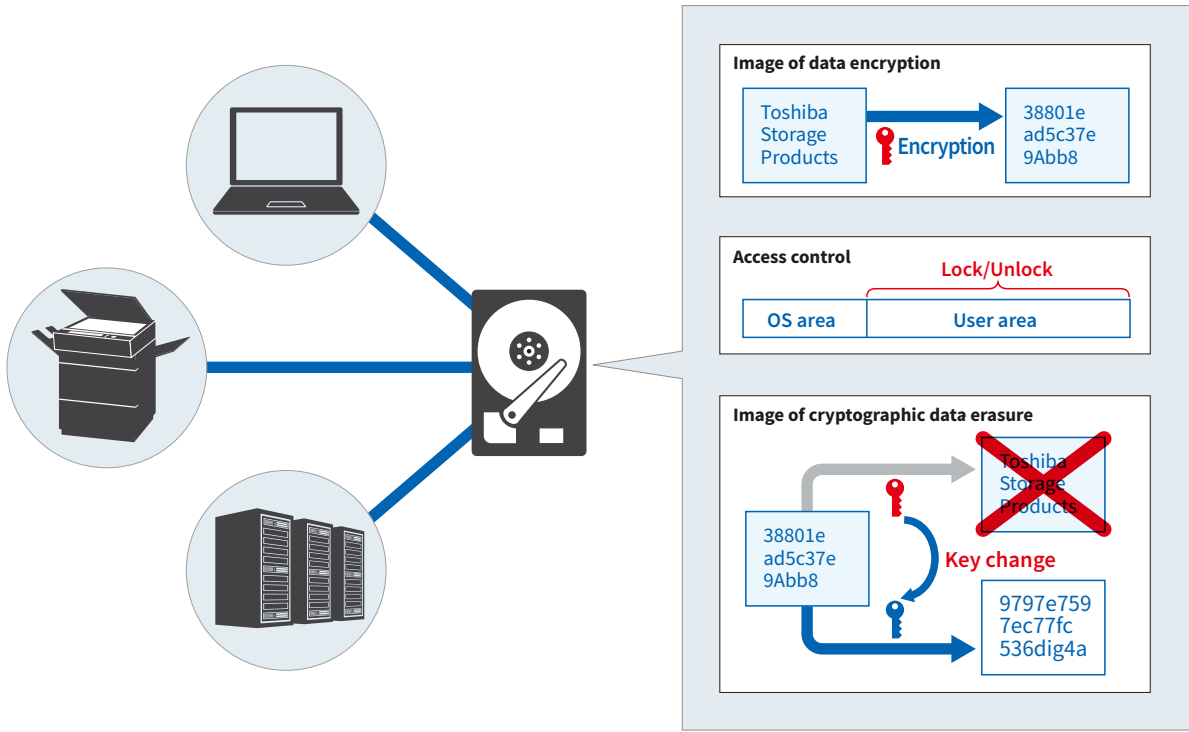 Image of data encryption
Toshiba
Storage
Products
Encryption
38801e
ad5c37e
9Abb8
Access control
Lock/Unlock
OS area
User area
Image of cryptographic data erasure
Toshiba
Storage
Products
38801e
ad5c37e
9Abb8
Key change
9797e759
7ec77fc
536dig4a